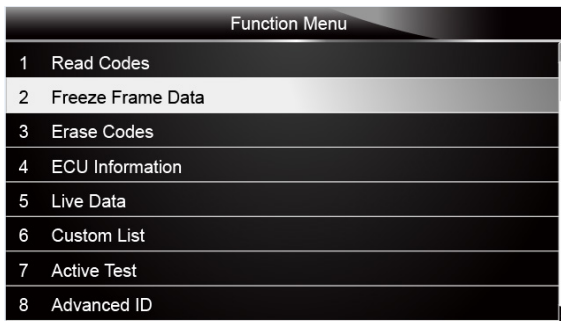 Function Menu
1 Read Codes
2 Freeze Frame Data
3 Erase Codes
4 ECU Information
5 Live Data
6 Custom List
7 Active Test
8 Advanced ID